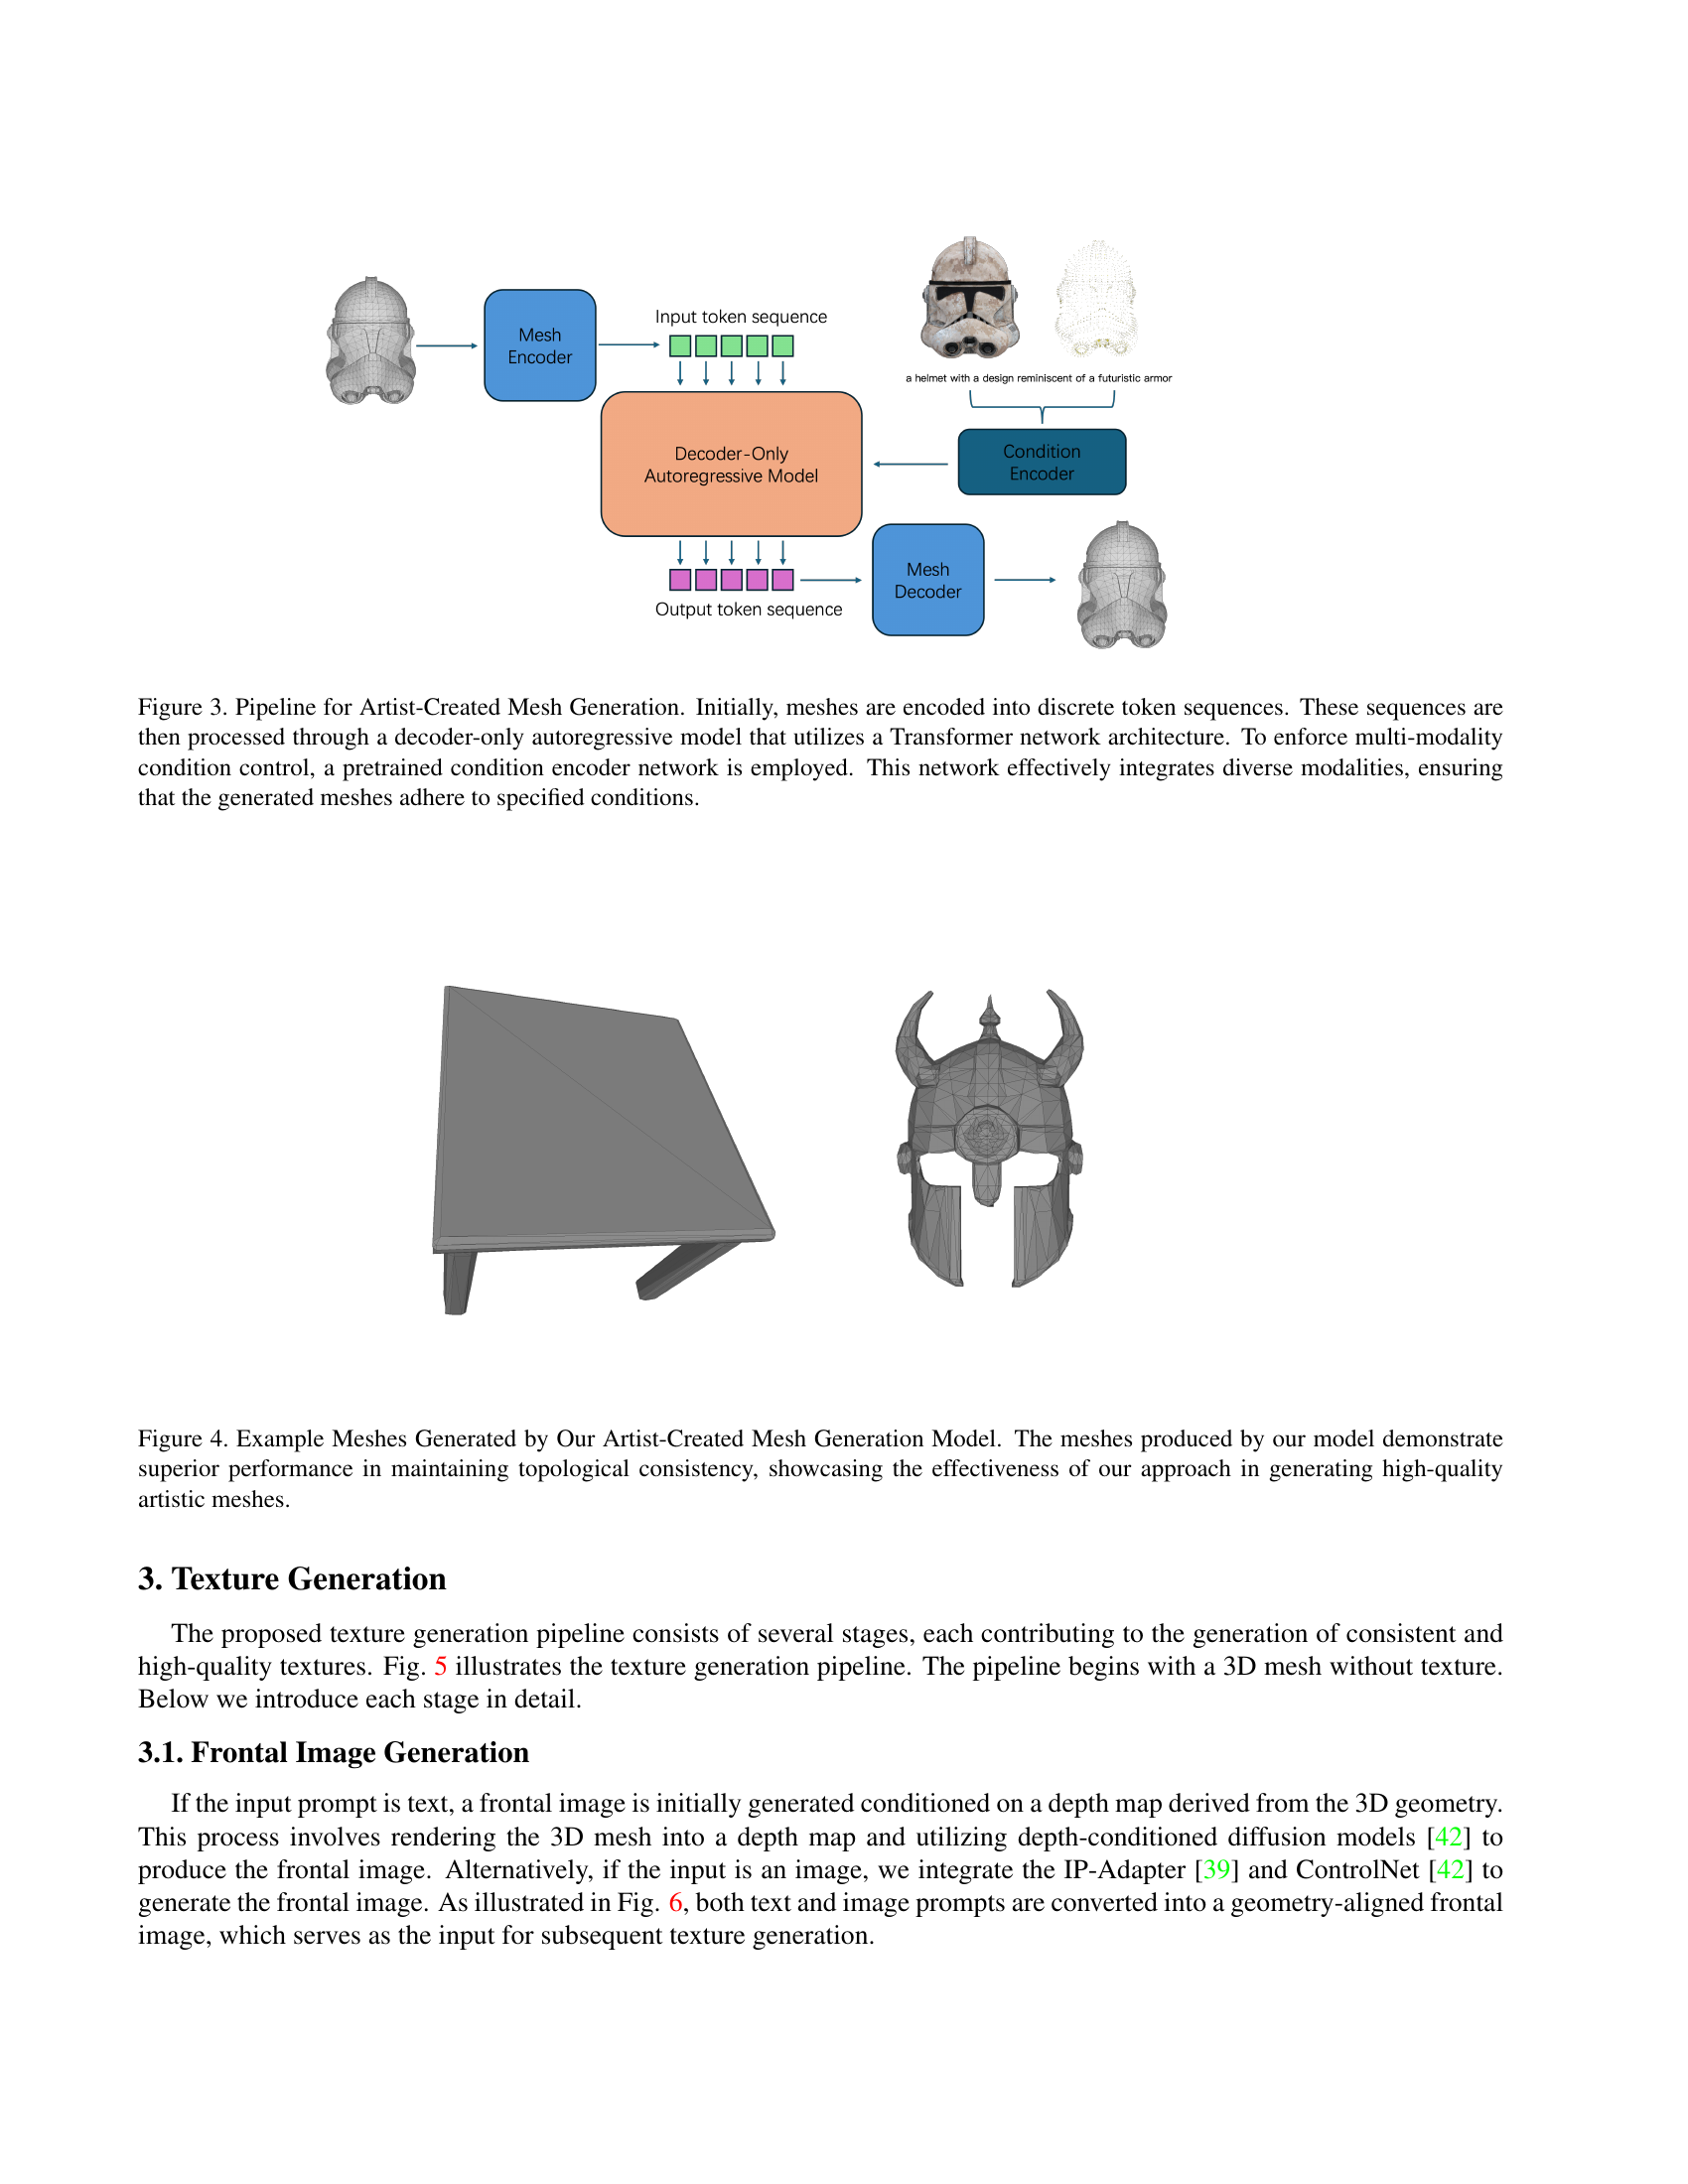 Input token sequence
Mesh
Encoder
a helmet with a design reminiscent of a futuristic armor
Decoder-Only
Autoregressive Model
Condition
Encoder
Mesh
Decoder
Output token sequence
Figure 3. Pipeline for Artist-Created Mesh Generation. Initially, meshes are encoded into discrete token sequences. These sequences are
then processed through a decoder-only autoregressive model that utilizes a Transformer network architecture. To enforce multi-modality
condition control, a pretrained condition encoder network is employed. This network effectively integrates diverse modalities, ensuring
that the generated meshes adhere to specified conditions.
Figure 4. Example Meshes Generated by Our Artist-Created Mesh Generation Model. The meshes produced by our model demonstrate
superior performance in maintaining topological consistency, showcasing the effectiveness of our approach in generating high-quality
artistic meshes.
3. Texture Generation
The proposed texture generation pipeline consists of several stages, each contributing to the generation of consistent and
high-quality textures. Fig. 5 illustrates the texture generation pipeline. The pipeline begins with a 3D mesh without texture.
Below we introduce each stage in detail.
3.1. Frontal Image Generation
If the input prompt is text, a frontal image is initially generated conditioned on a depth map derived from the 3D geometry.
This process involves rendering the 3D mesh into a depth map and utilizing depth-conditioned diffusion models [42] to
produce the frontal image. Alternatively, if the input is an image, we integrate the IP-Adapter [39] and ControlNet [42] to
generate the frontal image. As illustrated in Fig. 6, both text and image prompts are converted into a geometry-aligned frontal
image, which serves as the input for subsequent texture generation.